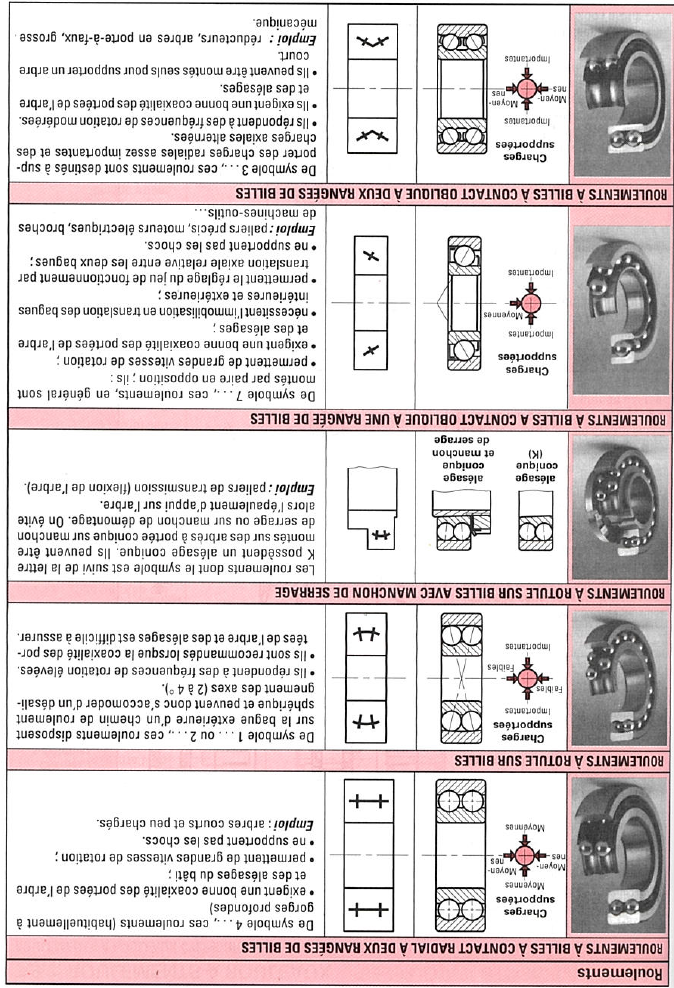 Roulements
ROULEMENTS À BILLES À CONTACT RADIAL À DEUX RANGÉES DE BILLES
Charges
supportées
Moyennes
Moyen-
nes
Moyen-
nes
Moyennes
De symbole 4 . . ., ces roulements (habituellement à
gorges profondes)
• exigent une bonne coaxialité des portées de l'arbre
et des alésages du bâti ;
• permettent de grandes vitesses de rotation ;
• ne supportent pas les chocs.
Emploi : arbres courts et peu chargés.
ROULEMENTS À ROTULE SUR BILLES
Charges
supportées
Importantes
Faibles
Faibles
Importantes
De symbole 1 . . . ou 2 . . ., ces roulements disposent
sur la bague extérieure d'un chemin de roulement
sphérique et peuvent donc s'accomoder d'un désali-
gnement des axes (2 à 4 °).
• Ils répondent à des fréquences de rotation élevées.
• Ils sont recommandés lorsque la coaxialité des por-
tées de l'arbre et des alésages est difficile à assurer.
ROULEMENTS À ROTULE SUR BILLES AVEC MANCHON DE SERRAGE
alésage
conique
(K)
alésage
conique
et manchon
de serrage
Les roulements dont le symbole est suivi de la lettre
K possèdent un alésage conique. Ils peuvent être
montés sur des arbres à portée conique sur manchon
de serrage ou sur manchon de démontage. On évite
alors l'épaulement d'appui sur l'arbre.
Emploi : paliers de transmission (flexion de l'arbre).
ROULEMENTS À BILLES A CONTACT OBLIQUE À UNE RANGÉE DE BILLES
Charges
supportées
Importantes
Moyennes
Importantes
De symbole 7 . . ., ces roulements, en général sont
montés par paire en opposition ; ils :
• permettent de grandes vitesses de rotation ;
• exigent une bonne coaxialité des portées de l'arbre
et des alésages ;
• nécessitent l'immobilisation en translation des bagues
intérieures et extérieures ;
• permettent le réglage du jeu de fonctionnement par
translation axiale relative entre les deux bagues ;
• ne supportent pas les chocs.
Emploi : paliers précis, moteurs électriques, broches
de machines-outils...
ROULEMENTS À BILLES À CONTACT OBLIQUE À DEUX RANGÉES DE BILLES
Charges
supportées
Importantes
Moyen-
nes
Moyen-
nes
Importantes
De symbole 3 . . ., ces roulements sont destinés à sup-
porter des charges radiales assez importantes et des
charges axiales alternées.
• Ils répondent à des fréquences de rotation modérées.
• Ils exigent une bonne coaxialité des portées de l'arbre
et des alésages.
• Ils peuvent être montés seuls pour supporter un arbre
court.
Emploi : réducteurs, arbres en porte-à-faux, grosse
mécanique.